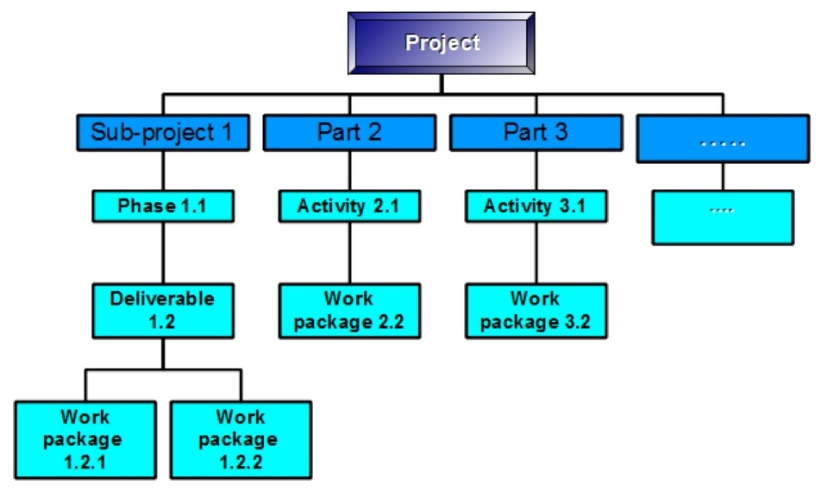 Project
Sub-project 1
Part 2
Part 3
.....
Phase 1.1
Activity 2.1
Activity 3.1
....
Deliverable
1.2
Work
package 2.2
Work
package 3.2
Work
package
1.2.1
Work
package
1.2.2